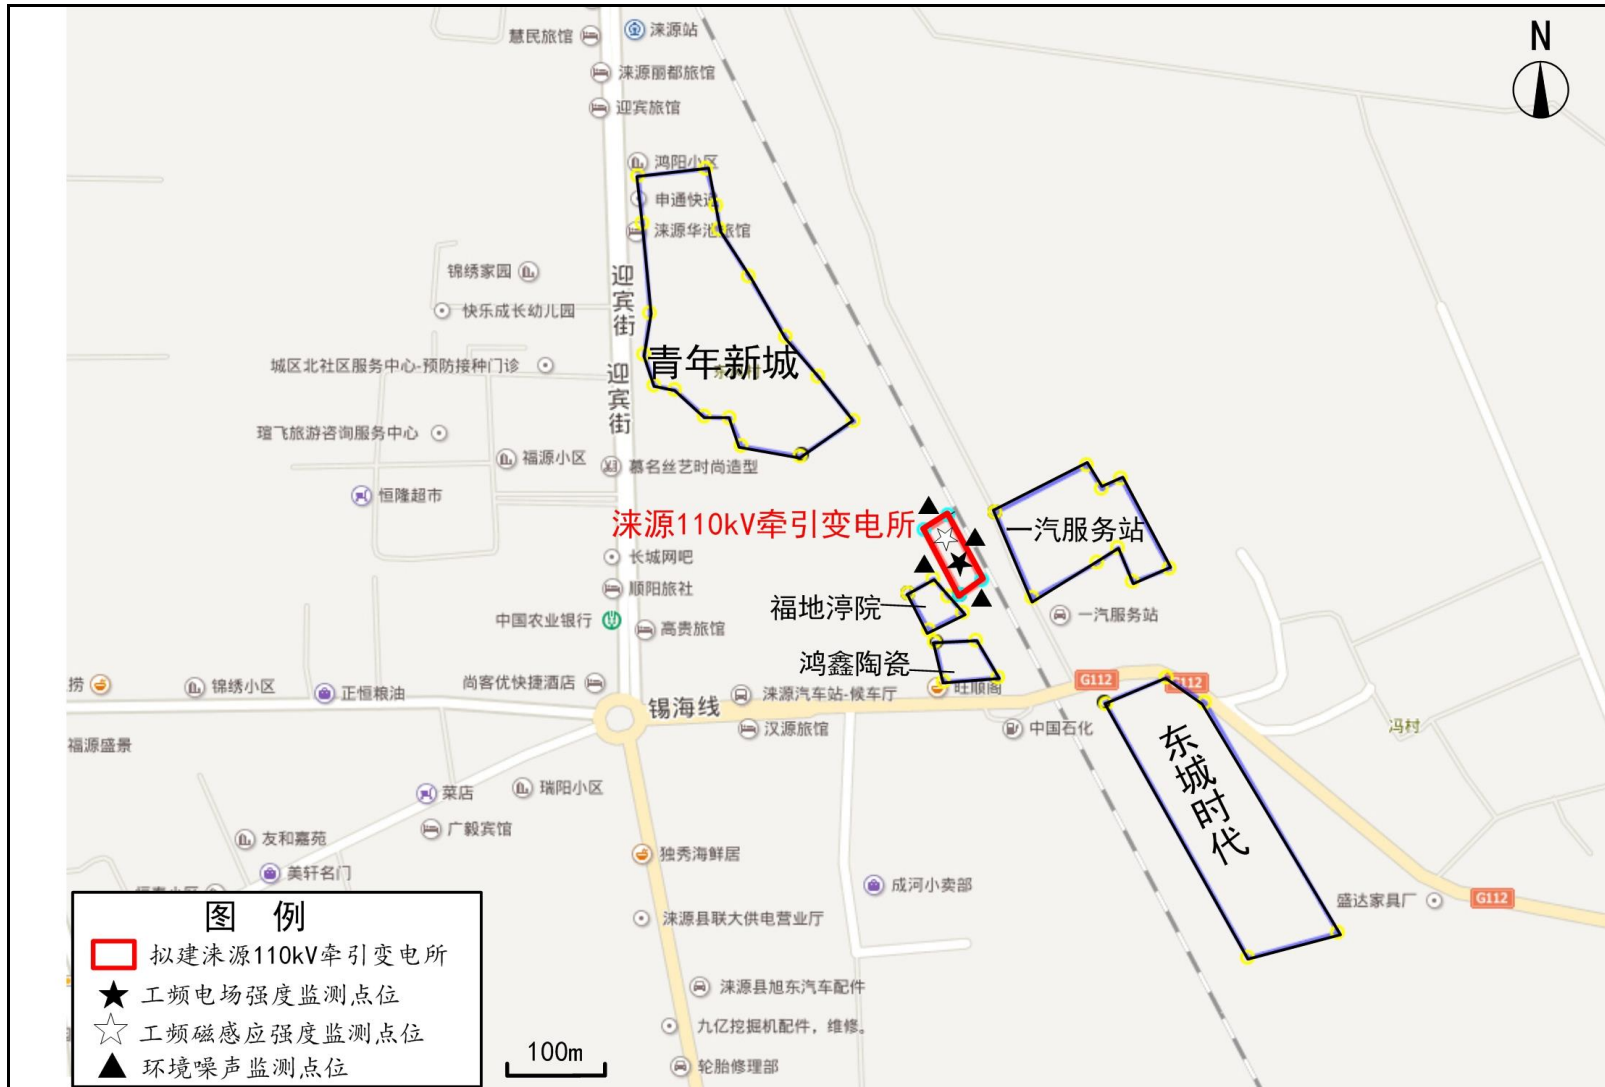 慧民旅馆
涞源站
N
涞源丽都旅馆
迎宾旅馆
鸿阳小区
申通快递
涞源华池旅馆
锦绣家园
迎宾街
快乐成长幼儿园
青年新城
城区北社区服务中心-预防接种门诊
迎宾街
瑄飞旅游咨询服务中心
福源小区
慕名丝艺时尚造型
恒隆超市
涞源110kV牵引变电所
一汽服务站
长城网吧
顺阳旅社
福地渟院
一汽服务站
中国农业银行
高贵旅馆
鸿鑫陶瓷
捞
锦绣小区
正恒粮油
尚客优快捷酒店
锡海线
涞源汽车站-候车厅
旺顺阁
G112
G112
福源盛景
汉源旅馆
中国石化
东城时代
冯村
菜店
瑞阳小区
友和嘉苑
广毅宾馆
独秀海鲜居
美轩名门
成河小卖部
盛达家具厂
G112
涞源县联大供电营业厅
涞源县旭东汽车配件
九亿挖掘机配件，维修。
轮胎修理部
图 例
拟建涞源110kV牵引变电所
工频电场强度监测点位
工频磁感应强度监测点位
环境噪声监测点位
100m